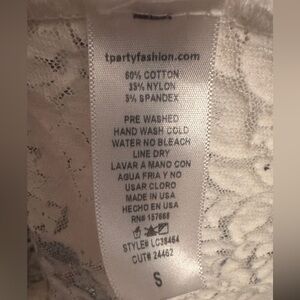 tpartyfashion.com
60% COTTON
35% NYLON
5% SPANDEX
PRE WASHED
HAND WASH COLD
WATER NO BLEACH
LINE DRY
LAVAR A MANO CON
AGUA FRIA Y NO
USAR CLORO
MADE IN USA
HECHO EN USA
RN# 157668
STYLE# LC38464
CUT# 24462
S